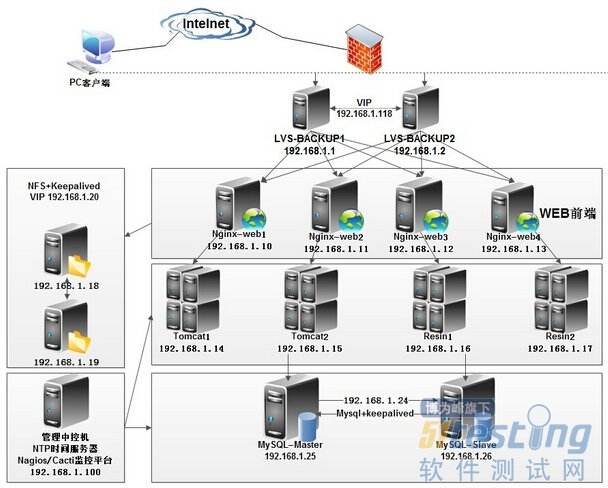 Intelnet
PC客户端
VIP
192.168.1.118
LVS-BACKUP1
192.168.1.1
LVS-BACKUP2
192.168.1.2
NFS+Keepalived
VIP 192.168.1.20
192.168.1.18
192.168.1.19
WEB前端
Nginx-web1
192.168.1.10
Nginx-web2
192.168.1.11
Nginx-web3
192.168.1.12
Nginx-web4
192.168.1.13
Tomcat1
192.168.1.14
Tomcat2
192.168.1.15
Resin1
192.168.1.16
Resin2
192.168.1.17
管理中控机
NTP时间服务器
Nagios/Cacti监控平台
192.168.1.100
192.168.1.24
Mysql+keepalived
MySQL-Master
192.168.1.25
MySQL-Slave
192.168.1.26
博为峰旗下
51Testing
软件测试网